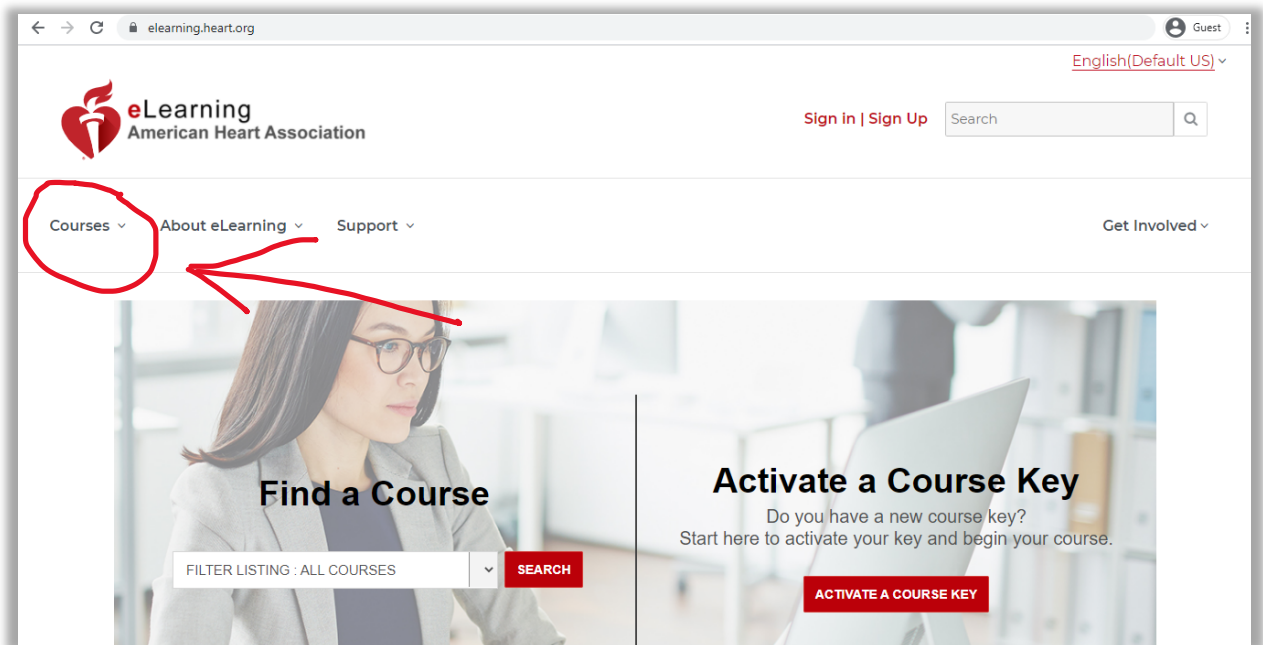 elearning.heart.org
Guest
English(Default US)
eLearning
American Heart Association
Sign in | Sign Up
Search
Courses About eLearning Support Get Involved
Find a Course
FILTER LISTING : ALL COURSES
SEARCH
Activate a Course Key
Do you have a new course key?
Start here to activate your key and begin your course.
ACTIVATE A COURSE KEY